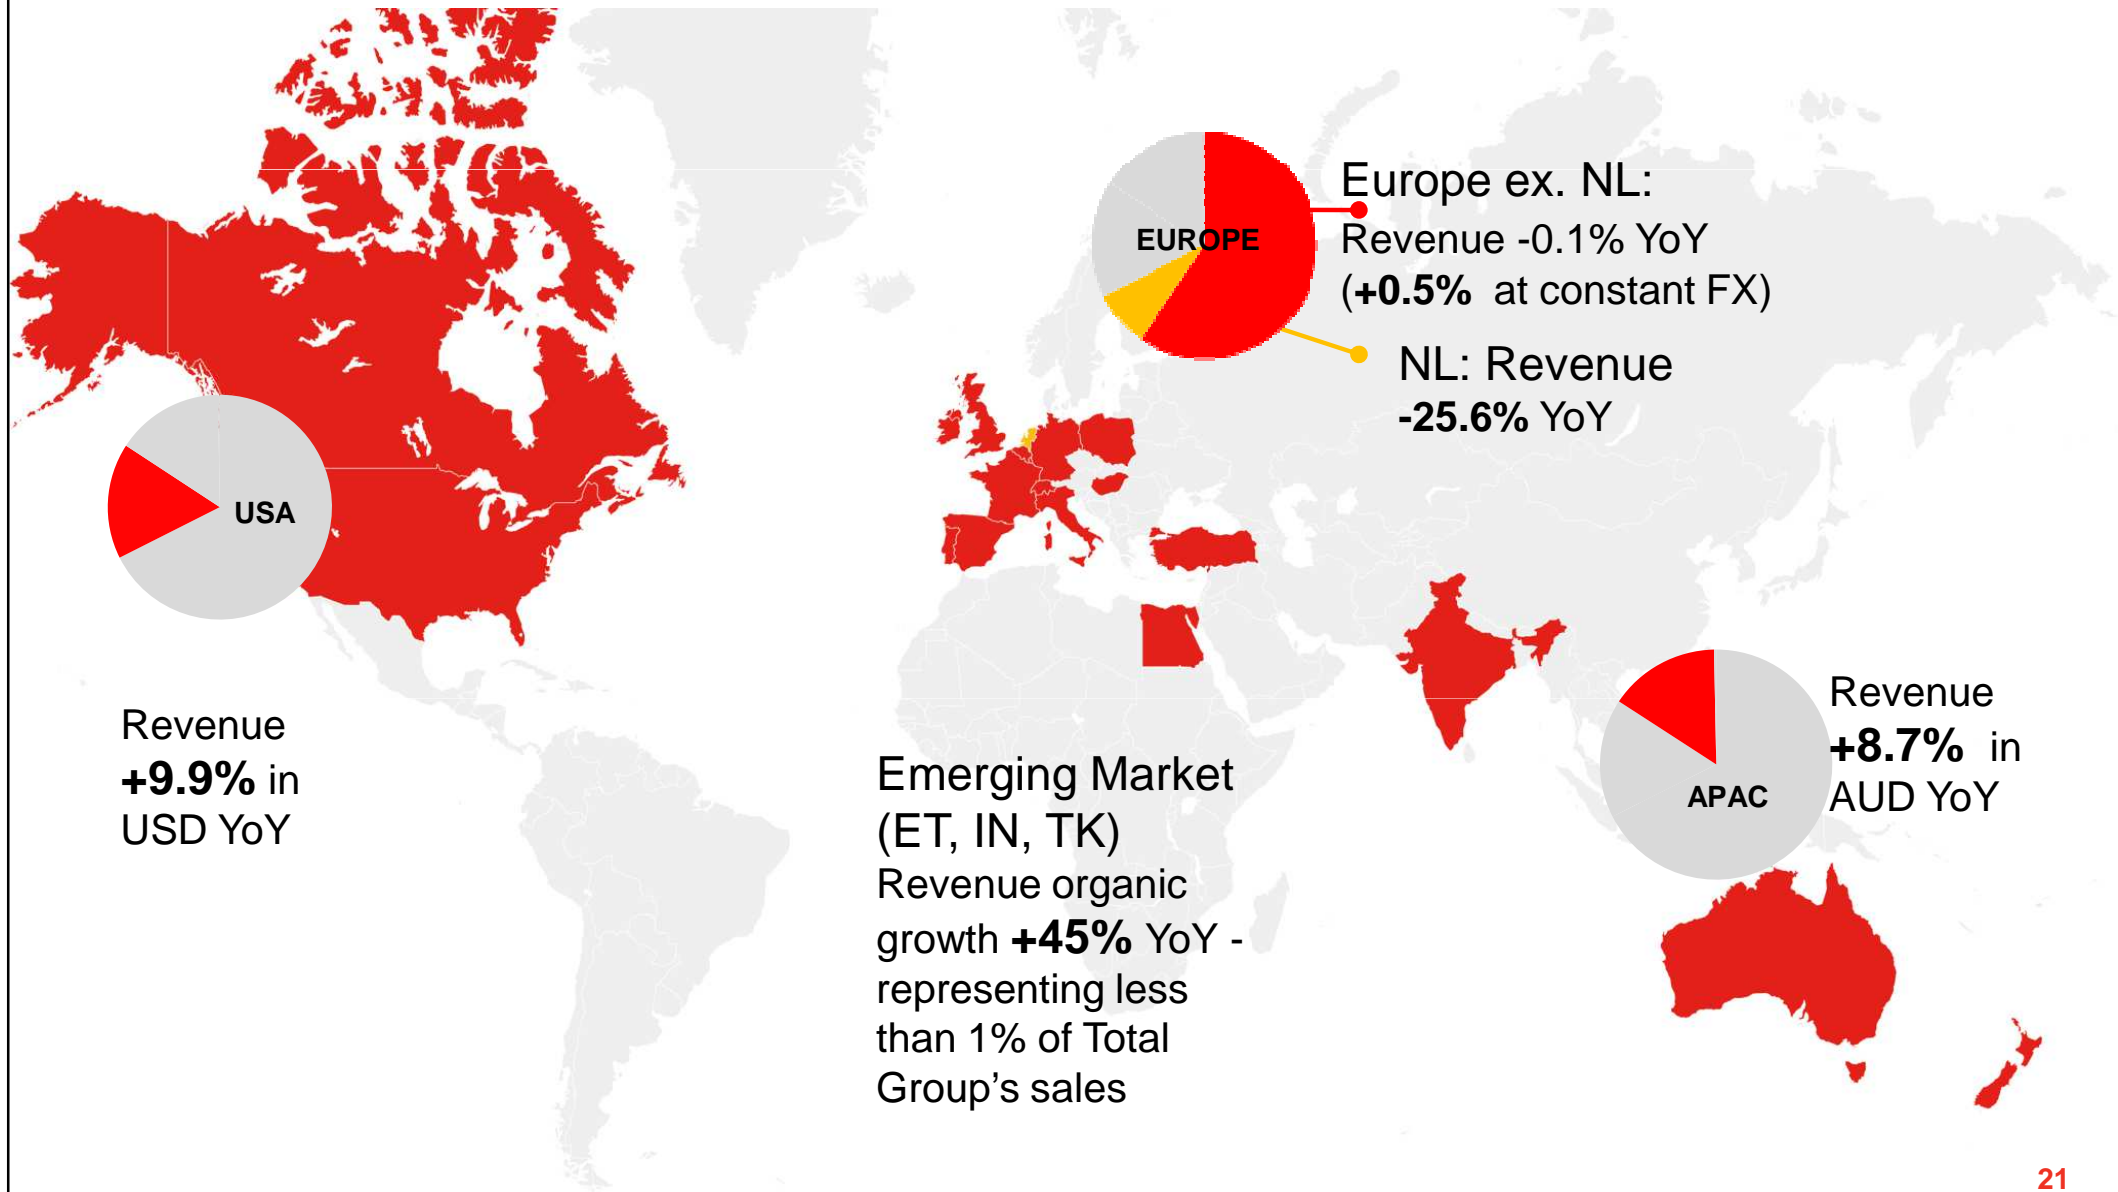 EUROPE
Europe ex. NL:
Revenue -0.1% YoY
(+0.5% at constant FX)
NL: Revenue
-25.6% YoY
USA
Revenue
+9.9% in
USD YoY
Emerging Market
(ET, IN, TK)
Revenue organic
growth +45% YoY -
representing less
than 1% of Total
Group’s sales
APAC
Revenue
+8.7% in
AUD YoY
21